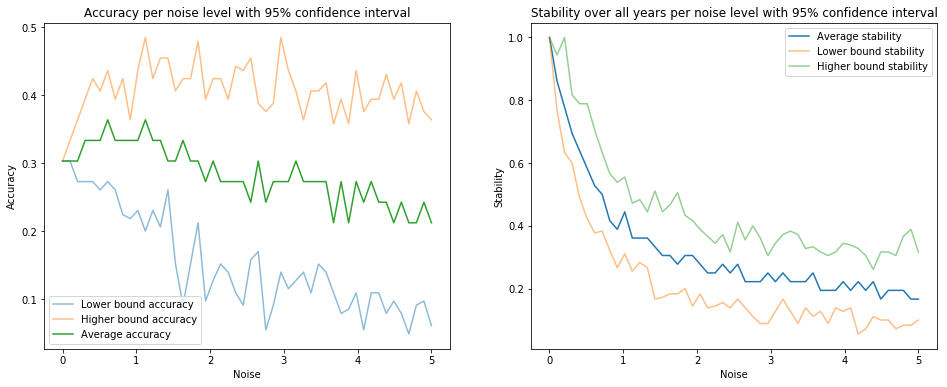 Accuracy per noise level with 95% confidence interval
0.5
0.4
0.3
0.2
0.1
Accuracy
Lower bound accuracy
Higher bound accuracy
Average accuracy
0 1 2 3 4 5
Noise
Stability over all years per noise level with 95% confidence interval
1.0
0.8
0.6
0.4
0.2
Stability
Average stability
Lower bound stability
Higher bound stability
0 1 2 3 4 5
Noise